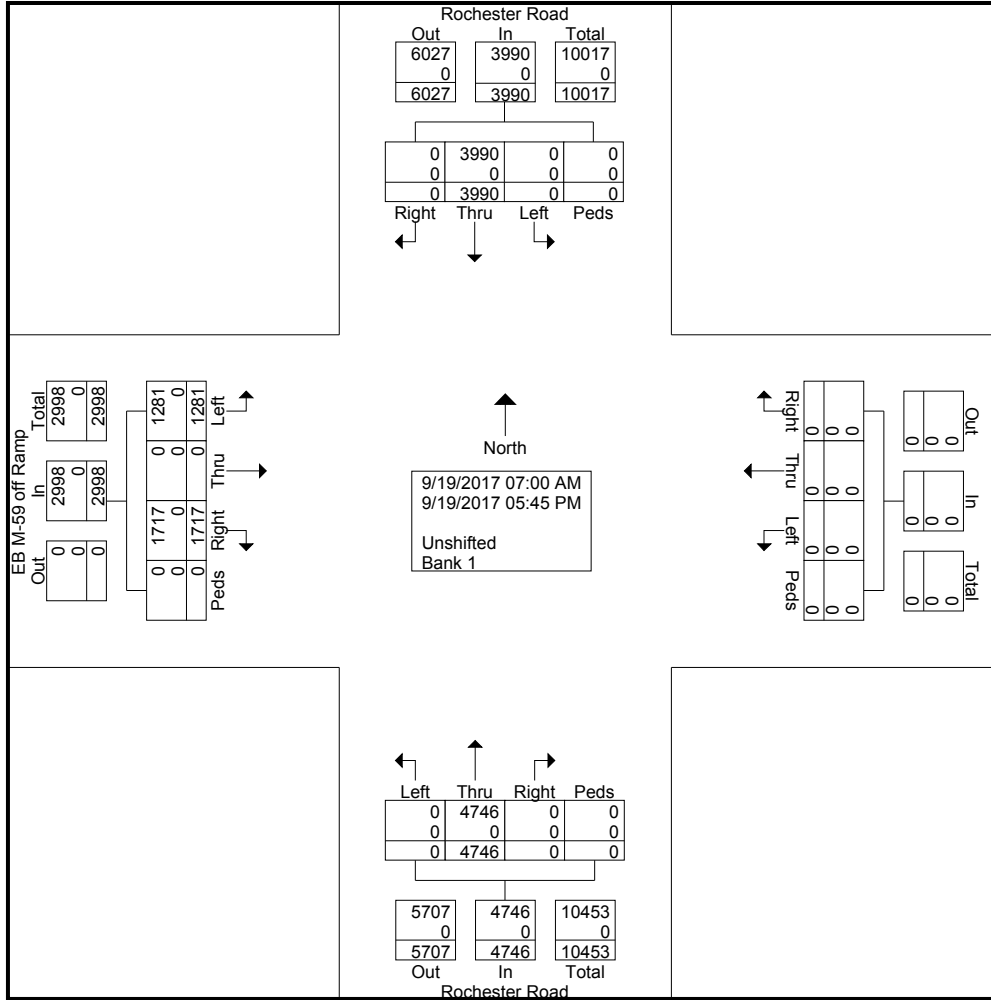 Rochester Road
Out In Total
6027 3990 10017
0 0 0
6027 3990 10017
0 3990 0 0
0 0 0 0
0 3990 0 0
Right Thru Left Peds
EB M-59 off Ramp
Total In Out
2998 2998 0
0 0 0
2998 2998 0
1281 0 1717 0
0 0 0 0
1281 0 1717 0
Left Thru Right Peds
North
9/19/2017 07:00 AM
9/19/2017 05:45 PM
Unshifted
Bank 1
Right Thru Left Peds
0 0 0 0
0 0 0 0
0 0 0 0
Out In Total
0 0 0
0 0 0
0 0 0
Left Thru Right Peds
0 4746 0 0
0 0 0 0
0 4746 0 0
5707 4746 10453
0 0 0
5707 4746 10453
Out In Total
Rochester Road